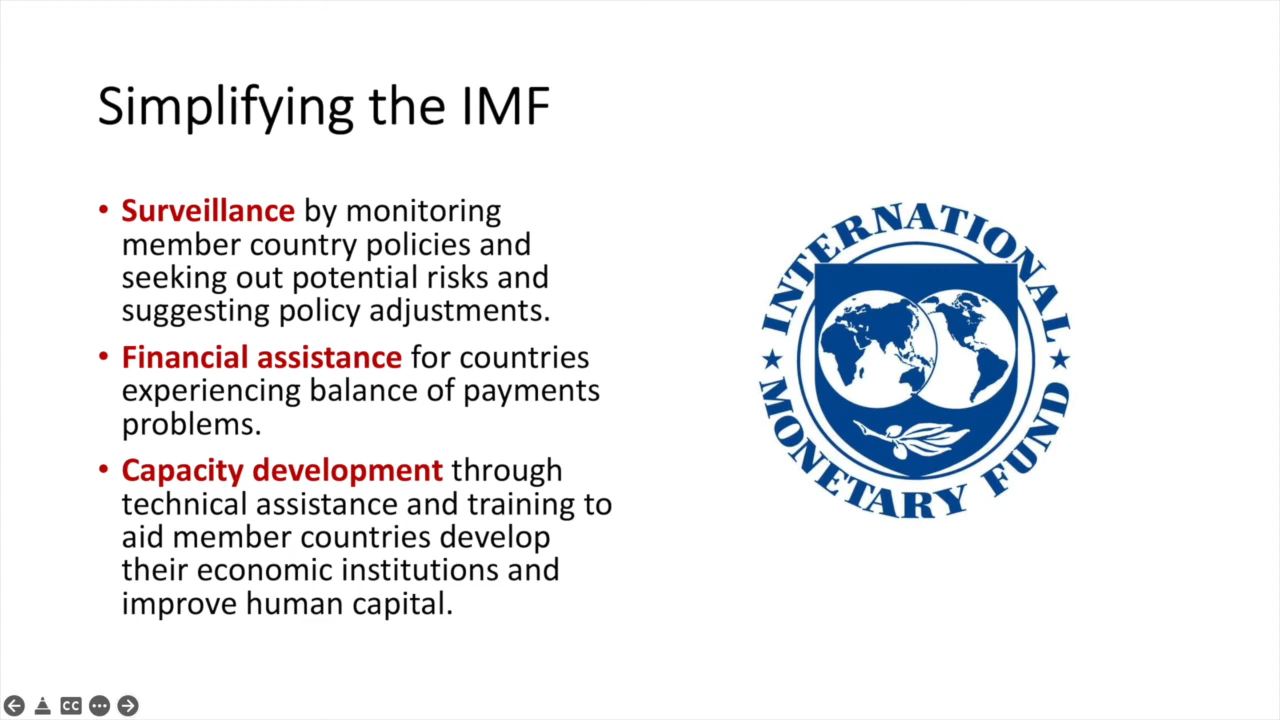 Simplifying the IMF
• Surveillance by monitoring
member country policies and
seeking out potential risks and
suggesting policy adjustments.
• Financial assistance for countries
experiencing balance of payments
problems.
• Capacity development through
technical assistance and training to
aid member countries develop
their economic institutions and
improve human capital.
INTERNATIONAL
MONETARY FUND
CC